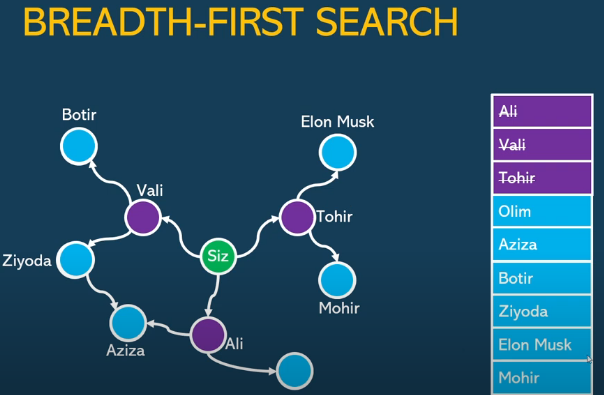 BREADTH-FIRST SEARCH
Botir
Elon Musk
Vali
Tohir
Siz
Ziyoda
Mohir
Aziza
Ali
Ali
Vali
Tohir
Olim
Aziza
Botir
Ziyoda
Elon Musk
Mohir